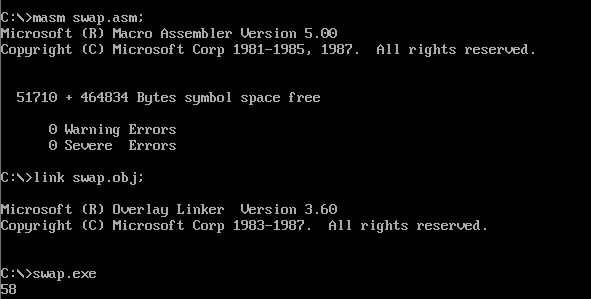 C:\>masm swap.asm;
Microsoft (R) Macro Assembler Version 5.00
Copyright (C) Microsoft Corp 1981-1985, 1987.  All rights reserved.
51710 + 464834 Bytes symbol space free
0 Warning Errors
0 Severe  Errors
C:\>link swap.obj;
Microsoft (R) Overlay Linker  Version 3.60
Copyright (C) Microsoft Corp 1983-1987.  All rights reserved.
C:\>swap.exe
58